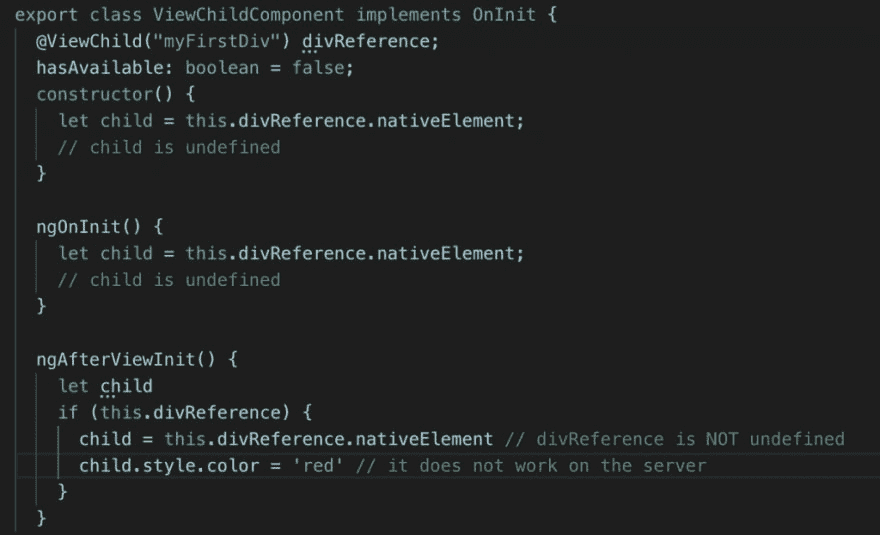 export class ViewChildComponent implements OnInit {
@ViewChild("myFirstDiv") divReference;
hasAvailable: boolean = false;
constructor() {
let child = this.divReference.nativeElement;
// child is undefined
}
ngOnInit() {
let child = this.divReference.nativeElement;
// child is undefined
}
ngAfterViewInit() {
let child
if (this.divReference) {
child = this.divReference.nativeElement // divReference is NOT undefined
child.style.color = 'red' // it does not work on the server
}
}